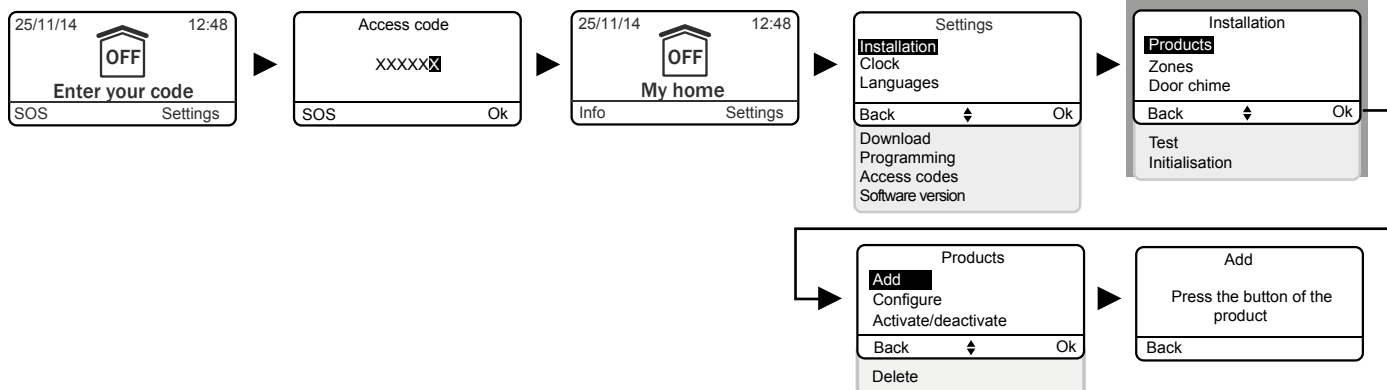 25/11/14 12:48
OFF
Enter your code
SOS Settings
Access code
XXXXXX
SOS Ok
25/11/14 12:48
OFF
My home
Info Settings
Settings
Installation
Clock
Languages
Back Ok
Download
Programming
Access codes
Software version
Installation
Products
Zones
Door chime
Back Ok
Test
Initialisation
Products
Add
Configure
Activate/deactivate
Back Ok
Delete
Add
Press the button of the
product
Back